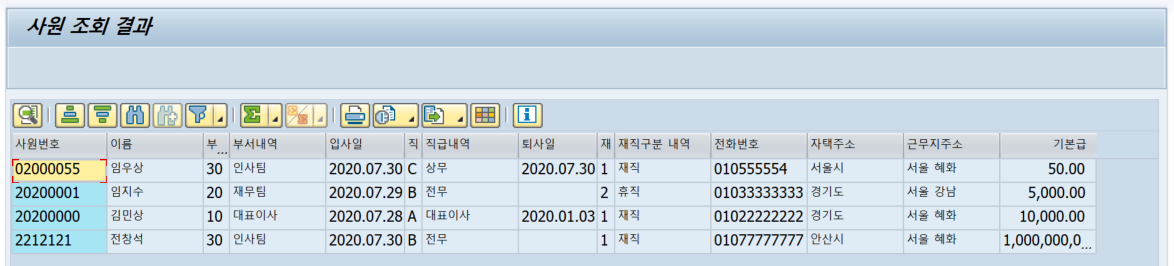 사원 조회 결과
사원번호 이름 부... 부서내역 입사일 직 직급내역 퇴사일 재 재직구분 내역 전화번호 자택주소 근무지주소 기본급
02000055 임우상 30 인사팀 2020.07.30 C 상무 2020.07.30 1 재직 010555554 서울시 서울 혜화 50.00
20200001 임지수 20 재무팀 2020.07.29 B 전무 2 휴직 01033333333 경기도 서울 강남 5,000.00
20200000 김민상 10 대표이사 2020.07.28 A 대표이사 2020.01.03 1 재직 01022222222 경기도 서울 혜화 10,000.00
2212121 전창석 30 인사팀 2020.07.30 B 전무 1 재직 01077777777 안산시 서울 혜화 1,000,000,0...